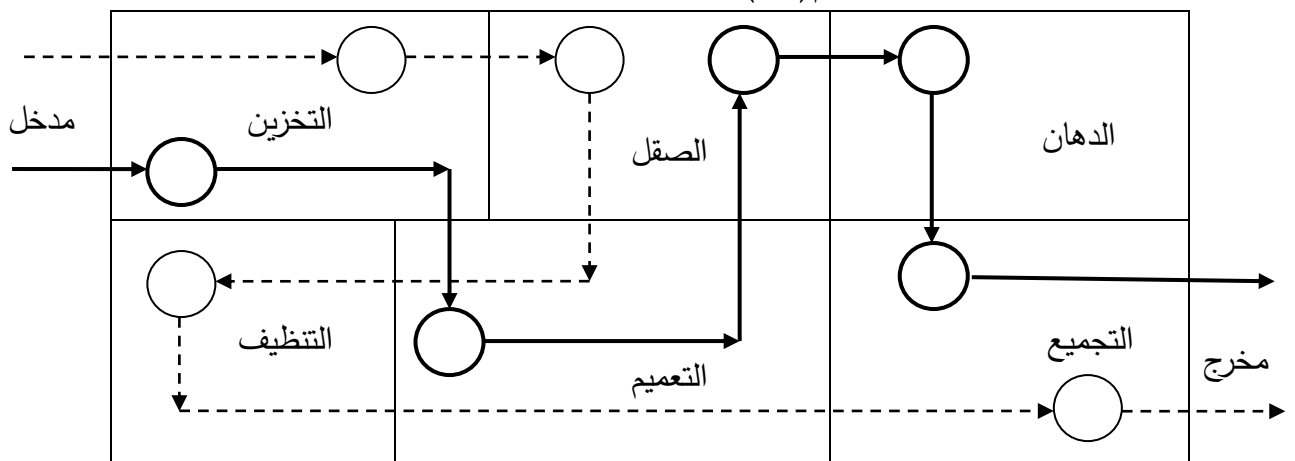 مدخل
التخزين
الصقل
الدهان
التنظيف
التعميم
التجميع
مخرج